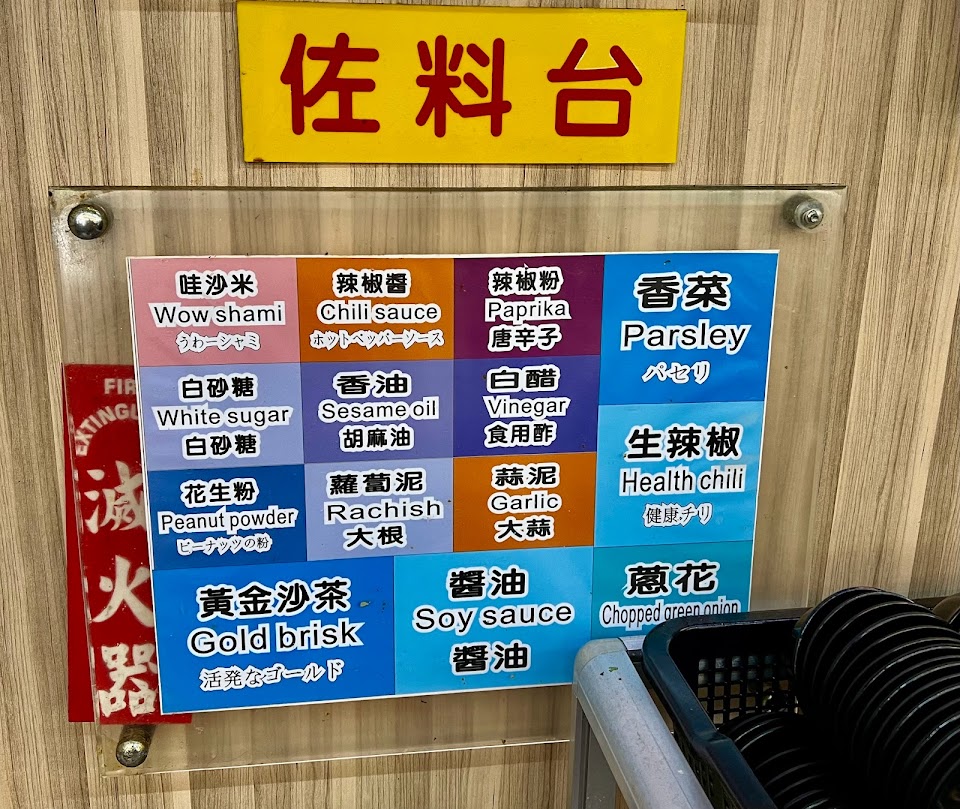 佐料台
哇沙米
Wow shami
うわーシャミ
辣椒醬
Chili sauce
ホットペッパーソース
辣椒粉
Paprika
唐辛子
香菜
Parsley
パセリ
白砂糖
White sugar
白砂糖
香油
Sesame oil
胡麻油
白醋
Vinegar
食用酢
生辣椒
Health chili
健康チリ
花生粉
Peanut powder
ピーナッツの粉
蘿蔔泥
Rachish
大根
蒜泥
Garlic
大蒜
黃金沙茶
Gold brisk
活発なゴールド
醬油
Soy sauce
醬油
蔥花
Chopped green onion
FIR
EXTINGU
滅火器